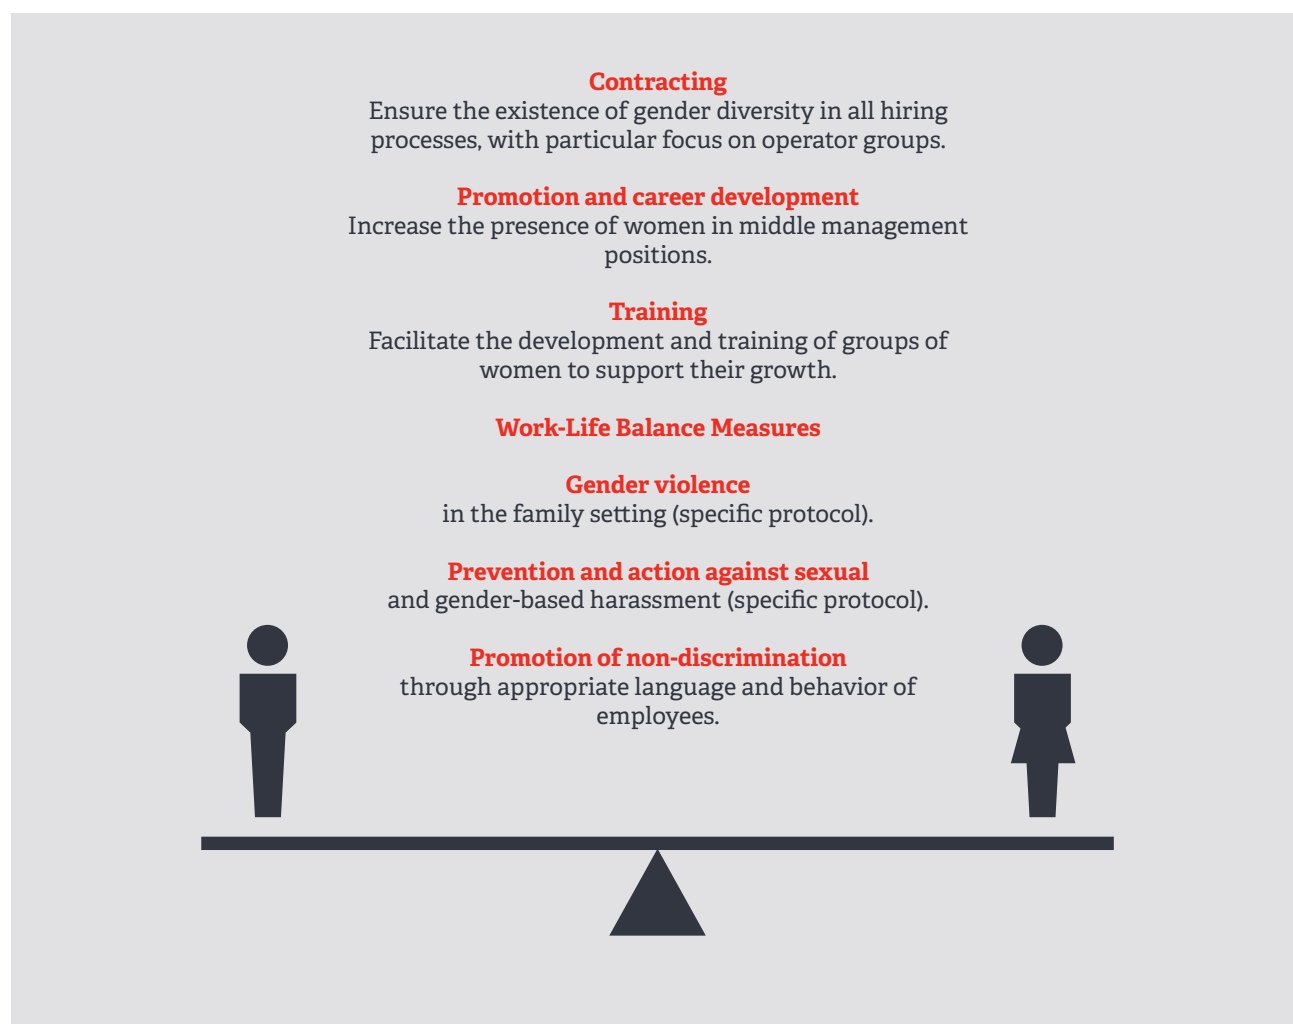 Contracting
Ensure the existence of gender diversity in all hiring
processes, with particular focus on operator groups.
Promotion and career development
Increase the presence of women in middle management
positions.
Training
Facilitate the development and training of groups of
women to support their growth.
Work-Life Balance Measures
Gender violence
in the family setting (specific protocol).
Prevention and action against sexual
and gender-based harassment (specific protocol).
Promotion of non-discrimination
through appropriate language and behavior of
employees.